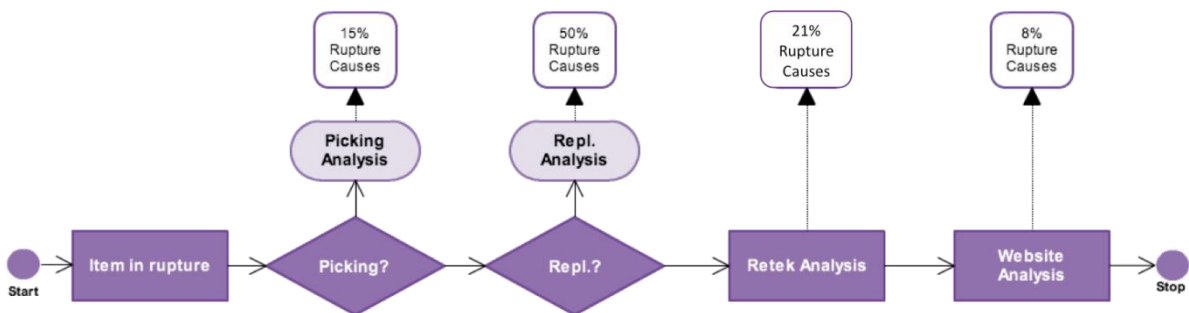 15%
Rupture
Causes
50%
Rupture
Causes
21%
Rupture
Causes
8%
Rupture
Causes
Picking
Analysis
Repl.
Analysis
Start
Item in rupture
Picking?
Repl.?
Retek Analysis
Website
Analysis
Stop